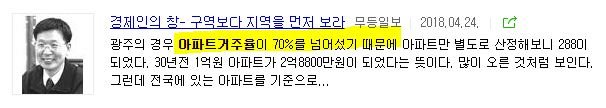 경제인의 창- 구역보다 지역을 먼저 보라 무등일보 2018.04.24.
광주의 경우 아파트거주율이 70%를 넘어섰기 때문에 아파트만 별도로 산정해보니 288이
되었다. 30년전 1억원 아파트가 2억8800만원이 되었다는 뜻이다. 많이 오른 것처럼 보인다.
그런데 전국에 있는 아파트를 기준으로...